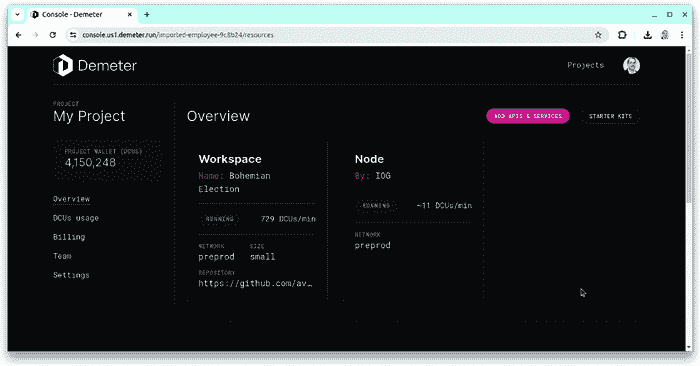 Console - Demeter
console.us1.demeter.run/imported-employee-9c8b24/resources
Demeter
Projects
PROJECT
My Project
PROJECT WALLET (DCUS)
4,150,248
Overview
DCUs usage
Billing
Team
Settings
Overview
ADD APIS & SERVICES
STARTER KITS
Workspace
Name: Bohemian
Election
RUNNING
729 DCUs/min
NETWORK
SIZE
preprod
small
REPOSITORY
https://github.com/av…
Node
By: IOG
RUNNING
~11 DCUs/min
NETWORK
preprod